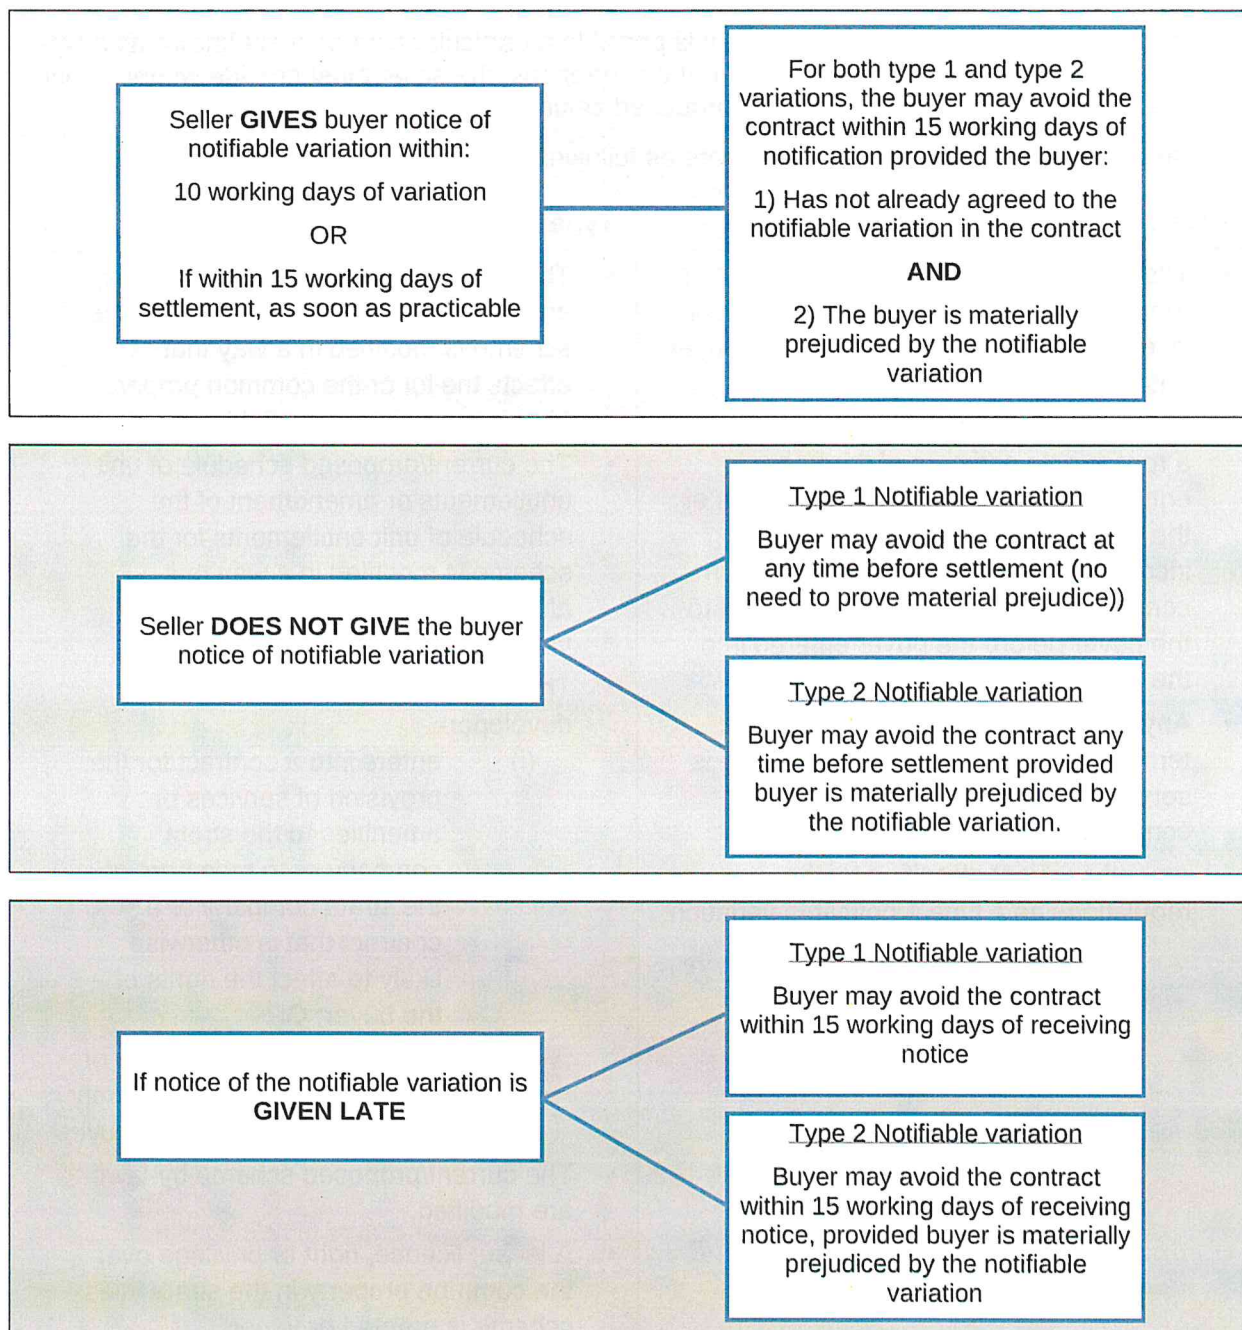 Seller GIVES buyer notice of
notifiable variation within:
10 working days of variation
OR
If within 15 working days of
settlement, as soon as practicable
For both type 1 and type 2
variations, the buyer may avoid the
contract within 15 working days of
notification provided the buyer:
1) Has not already agreed to the
notifiable variation in the contract
AND
2) The buyer is materially
prejudiced by the notifiable
variation
Seller DOES NOT GIVE the buyer
notice of notifiable variation
Type 1 Notifiable variation
Buyer may avoid the contract at
any time before settlement (no
need to prove material prejudice))
Type 2 Notifiable variation
Buyer may avoid the contract any
time before settlement provided
buyer is materially prejudiced by
the notifiable variation.
If notice of the notifiable variation is
GIVEN LATE
Type 1 Notifiable variation
Buyer may avoid the contract
within 15 working days of receiving
notice
Type 2 Notifiable variation
Buyer may avoid the contract
within 15 working days of receiving
notice, provided buyer is materially
prejudiced by the notifiable
variation